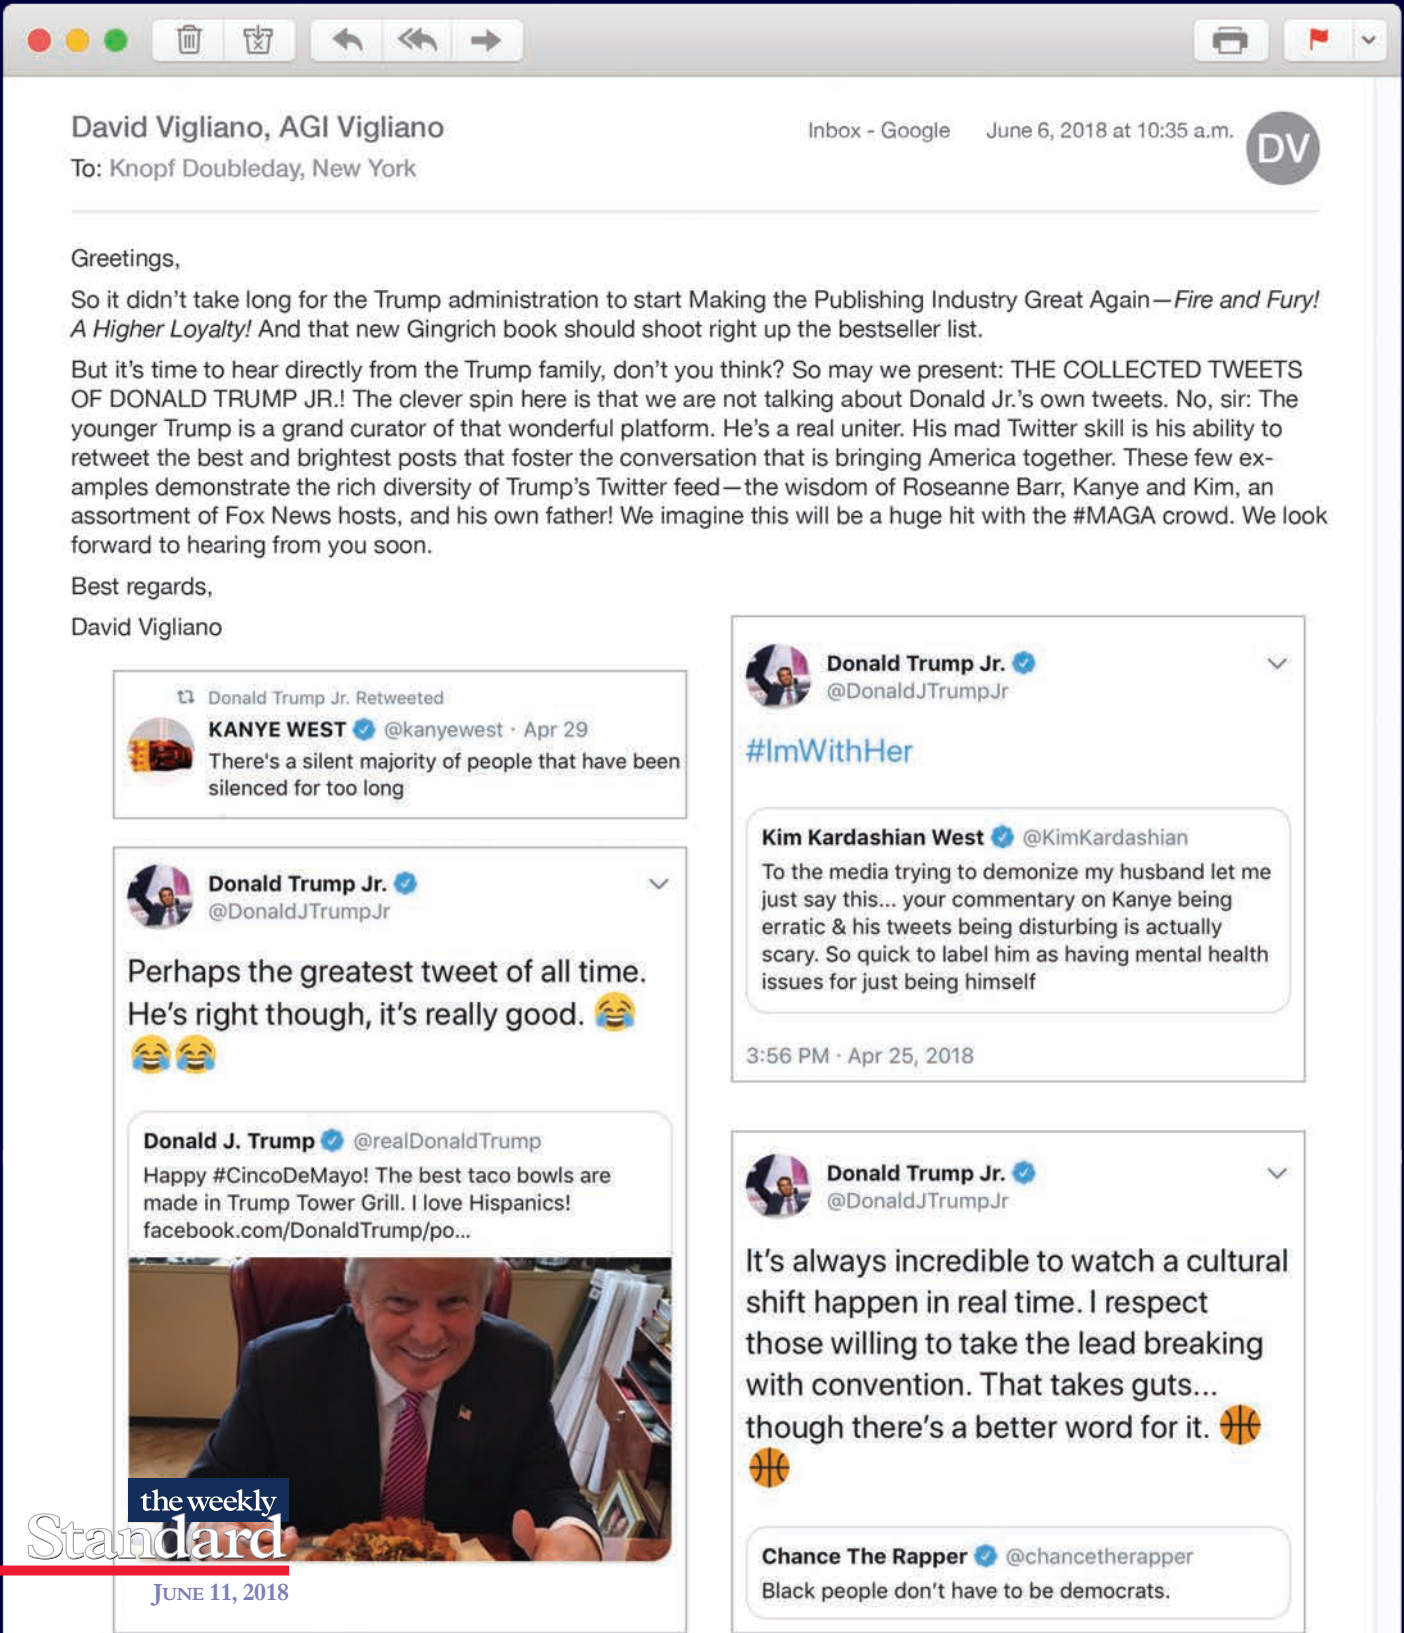 David Vigliano, AGI Vigliano
Inbox - Google June 6, 2018 at 10:35 a.m.
DV
To: Knopf Doubleday, New York
Greetings,
So it didn't take long for the Trump administration to start Making the Publishing Industry Great Again—Fire and Fury!
A Higher Loyalty! And that new Gingrich book should shoot right up the bestseller list.
But it's time to hear directly from the Trump family, don't you think? So may we present: THE COLLECTED TWEETS
OF DONALD TRUMP JR.! The clever spin here is that we are not talking about Donald Jr.'s own tweets. No, sir: The
younger Trump is a grand curator of that wonderful platform. He's a real uniter. His mad Twitter skill is his ability to
retweet the best and brightest posts that foster the conversation that is bringing America together. These few ex-
amples demonstrate the rich diversity of Trump's Twitter feed—the wisdom of Roseanne Barr, Kanye and Kim, an
assortment of Fox News hosts, and his own father! We imagine this will be a huge hit with the #MAGA crowd. We look
forward to hearing from you soon.
Best regards,
David Vigliano
Donald Trump Jr. Retweeted
KANYE WEST @kanyewest · Apr 29
There's a silent majority of people that have been
silenced for too long
Donald Trump Jr.
@DonaldJTrumpJr
Perhaps the greatest tweet of all time.
He's right though, it's really good. 😂
😂😂
Donald J. Trump @realDonaldTrump
Happy #CincoDeMayo! The best taco bowls are
made in Trump Tower Grill. I love Hispanics!
facebook.com/DonaldTrump/po...
the weekly
Standard
JUNE 11, 2018
Donald Trump Jr.
@DonaldJTrumpJr
#ImWithHer
Kim Kardashian West @KimKardashian
To the media trying to demonize my husband let me
just say this... your commentary on Kanye being
erratic & his tweets being disturbing is actually
scary. So quick to label him as having mental health
issues for just being himself
3:56 PM · Apr 25, 2018
Donald Trump Jr.
@DonaldJTrumpJr
It's always incredible to watch a cultural
shift happen in real time. I respect
those willing to take the lead breaking
with convention. That takes guts...
though there's a better word for it. 🏀
🏀
Chance The Rapper @chancetherapper
Black people don't have to be democrats.